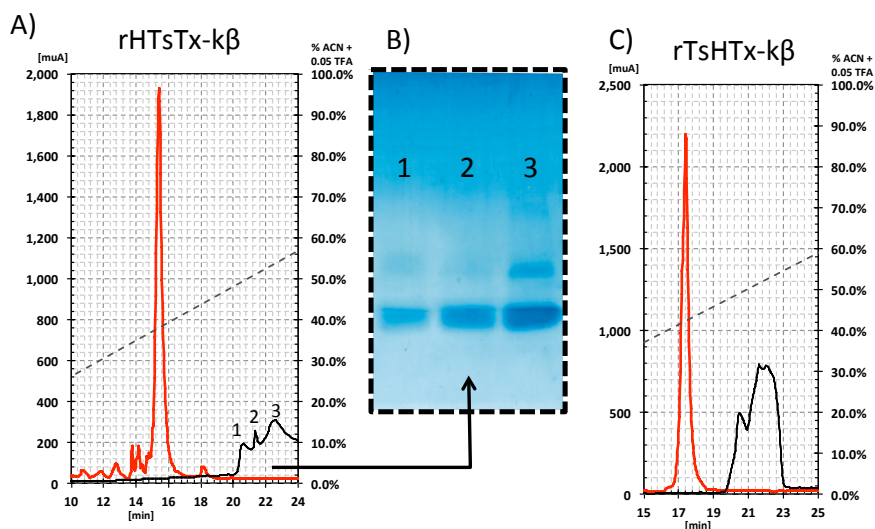 A)
rHTsTx-kβ
[muA]
% ACN +
0.05 TFA
2,000
1,800
1,600
1,400
1,200
1,000
800
600
400
200
0
100.0%
90.0%
80.0%
70.0%
60.0%
50.0%
40.0%
30.0%
20.0%
10.0%
0.0%
1
2
3
10 12 14 16 18 20 22 24
[min]
B)
1 2 3
C)
rTsHTx-kβ
[muA]
% ACN +
0.05 TFA
2,500
2,000
1,500
1,000
500
0
100.0%
90.0%
80.0%
70.0%
60.0%
50.0%
40.0%
30.0%
20.0%
10.0%
0.0%
15 17 19 21 23 25
[min]